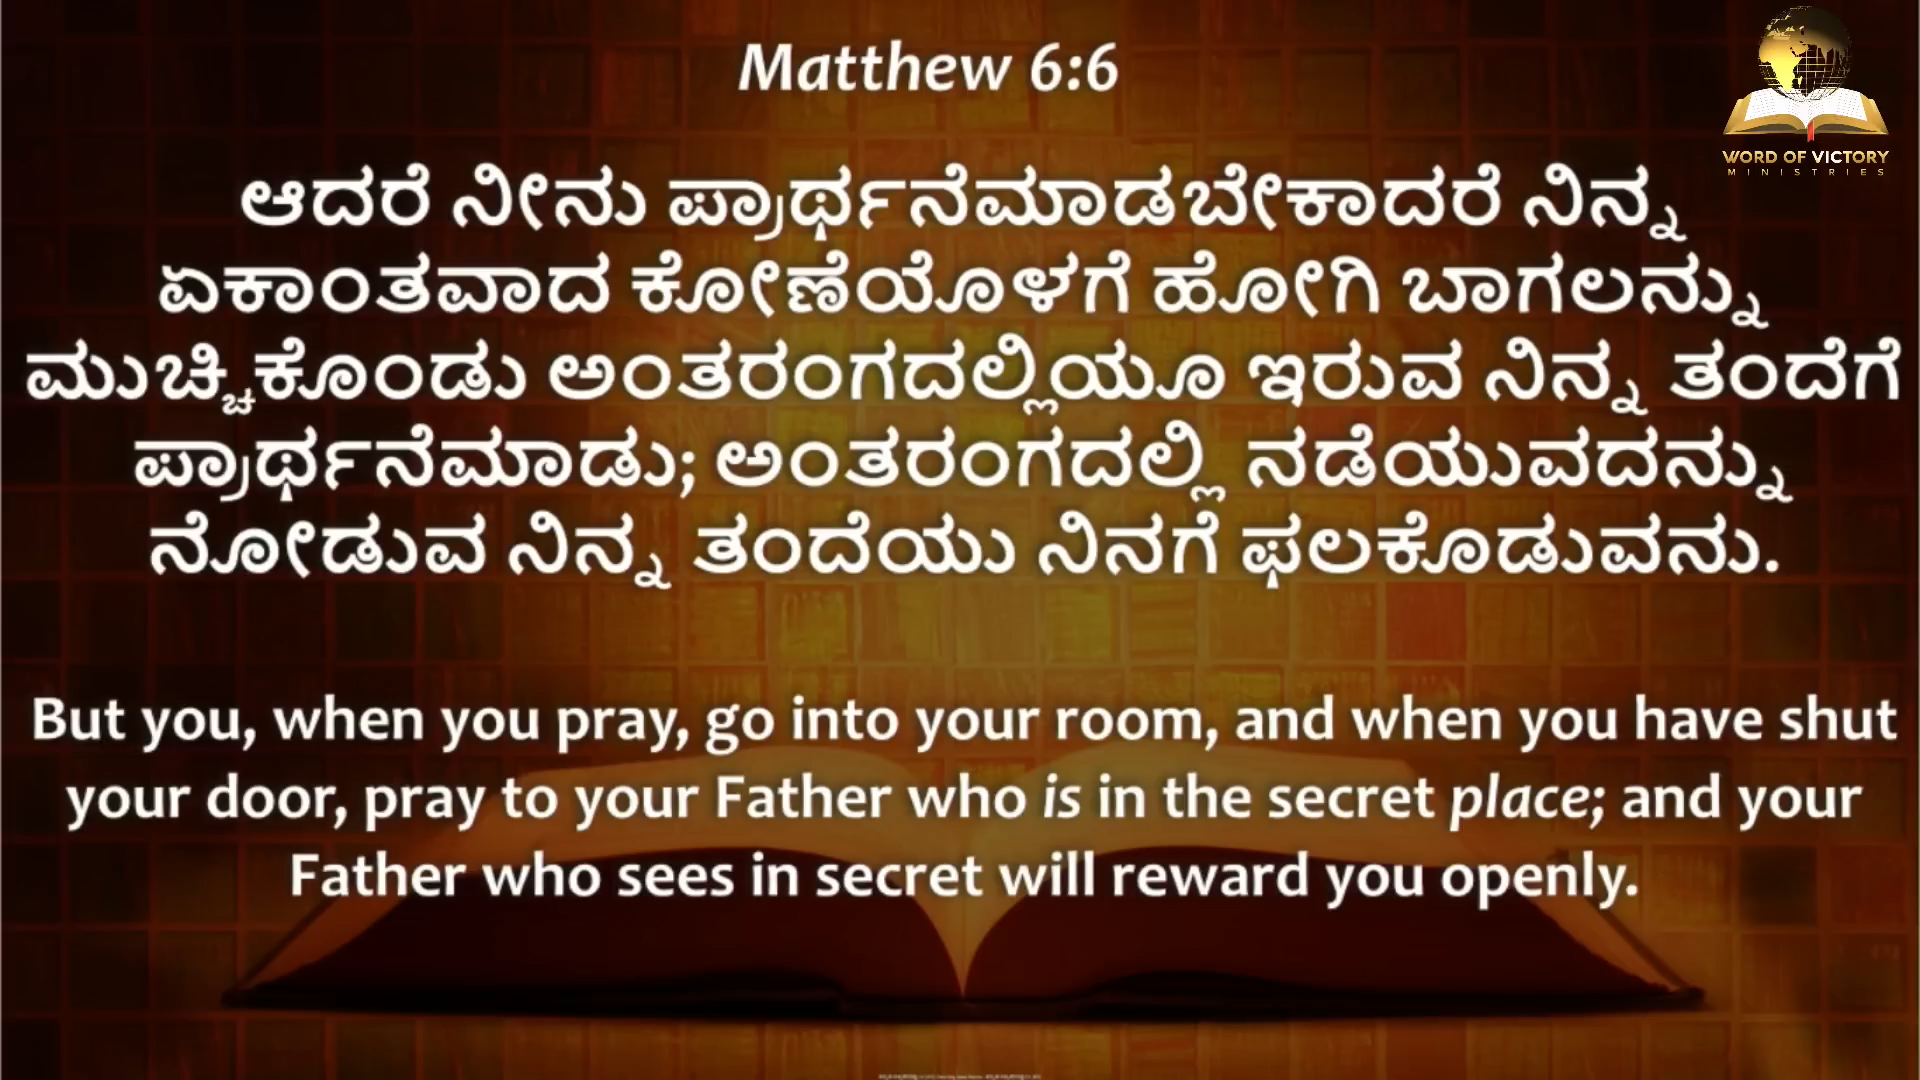 Matthew 6:6
WORD OF VICTORY
MINISTRIES
ಆದರೆ ನೀನು ಪ್ರಾರ್ಥನೆಮಾಡಬೇಕಾದರೆ ನಿನ್ನ
ಏಕಾಂತವಾದ ಕೋಣೆಯೊಳಗೆ ಹೋಗಿ ಬಾಗಲನ್ನು
ಮುಚ್ಚಿಕೊಂಡು ಅಂತರಂಗದಲ್ಲಿಯೂ ಇರುವ ನಿನ್ನ ತಂದೆಗೆ
ಪ್ರಾರ್ಥನೆಮಾಡು; ಅಂತರಂಗದಲ್ಲಿ ನಡೆಯುವದನ್ನು
ನೋಡುವ ನಿನ್ನ ತಂದೆಯು ನಿನಗೆ ಫಲಕೊಡುವನು.
But you, when you pray, go into your room, and when you have shut
your door, pray to your Father who is in the secret place; and your
Father who sees in secret will reward you openly.